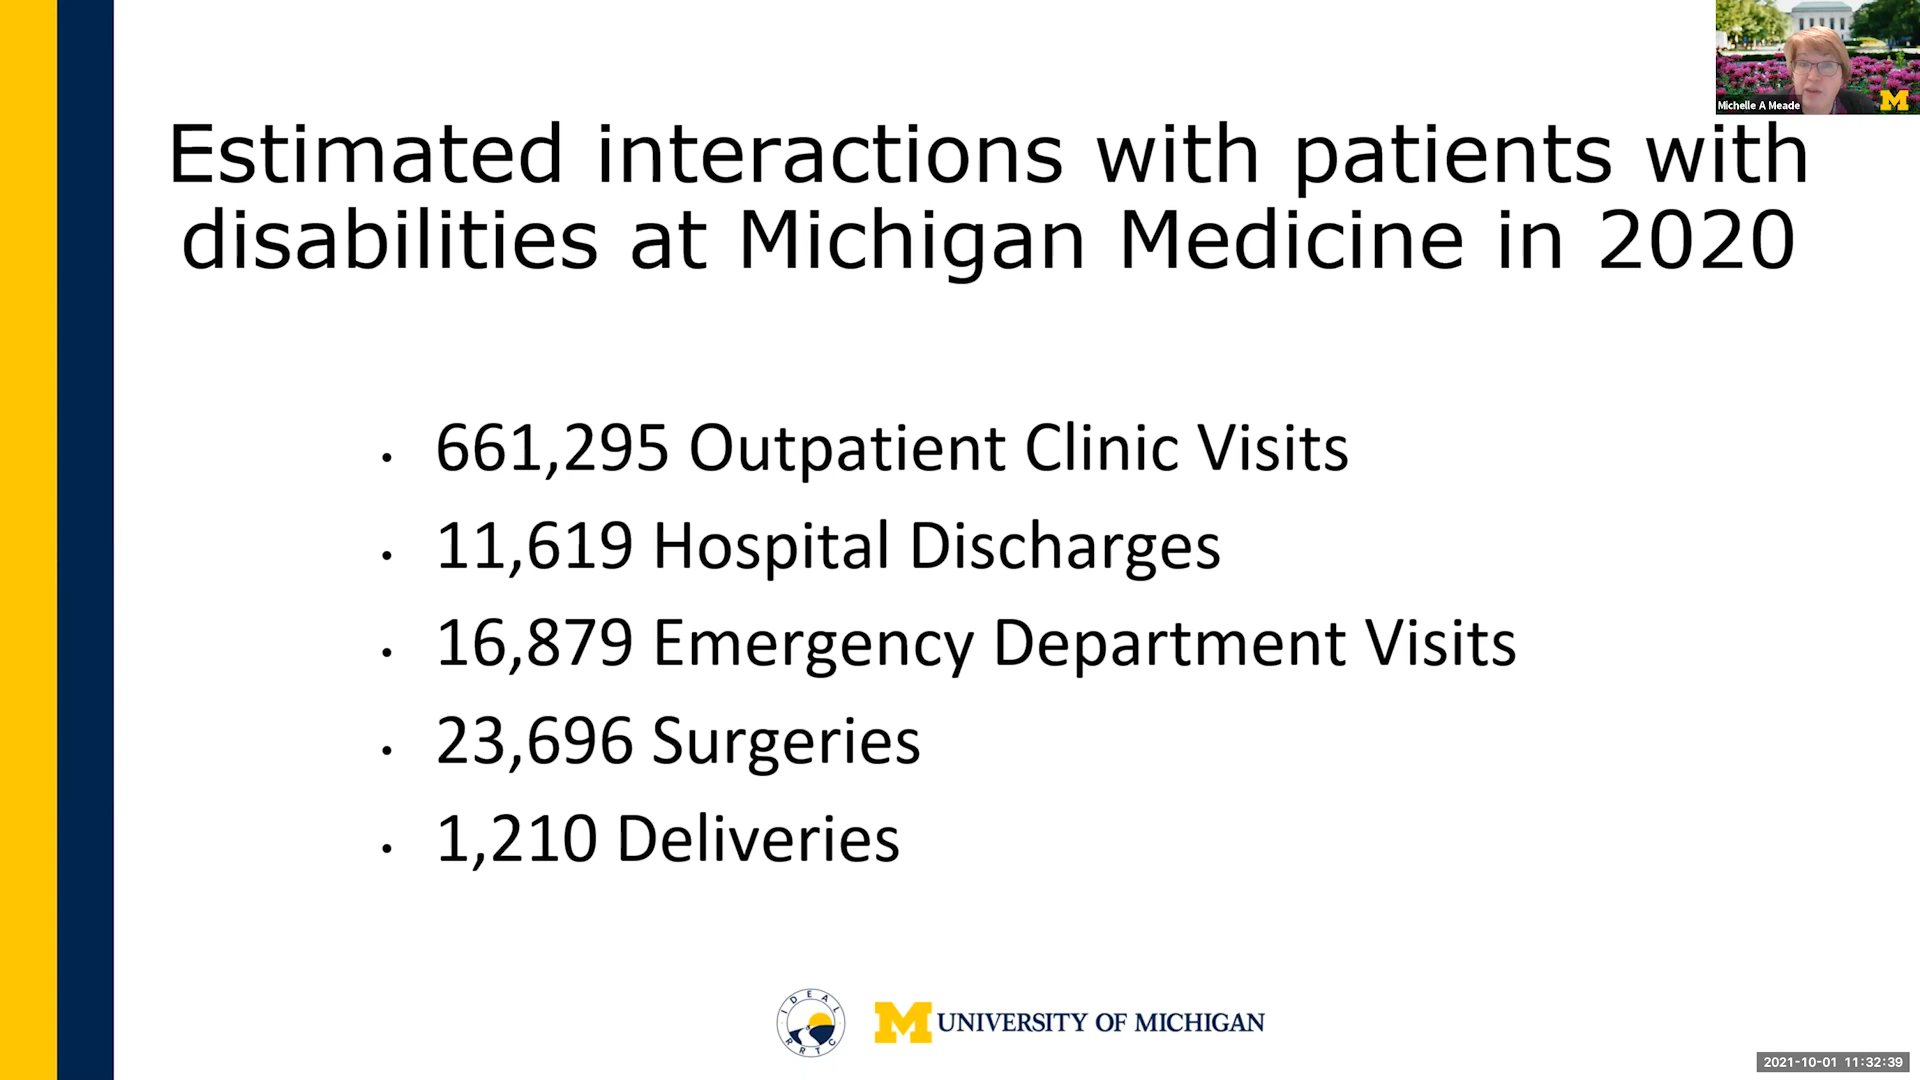 Michelle A Meade
M
Estimated interactions with patients with
disabilities at Michigan Medicine in 2020
• 661,295 Outpatient Clinic Visits
• 11,619 Hospital Discharges
• 16,879 Emergency Department Visits
• 23,696 Surgeries
• 1,210 Deliveries
IDEAL
RRTC
M UNIVERSITY OF MICHIGAN
2021-10-01 11:32:39